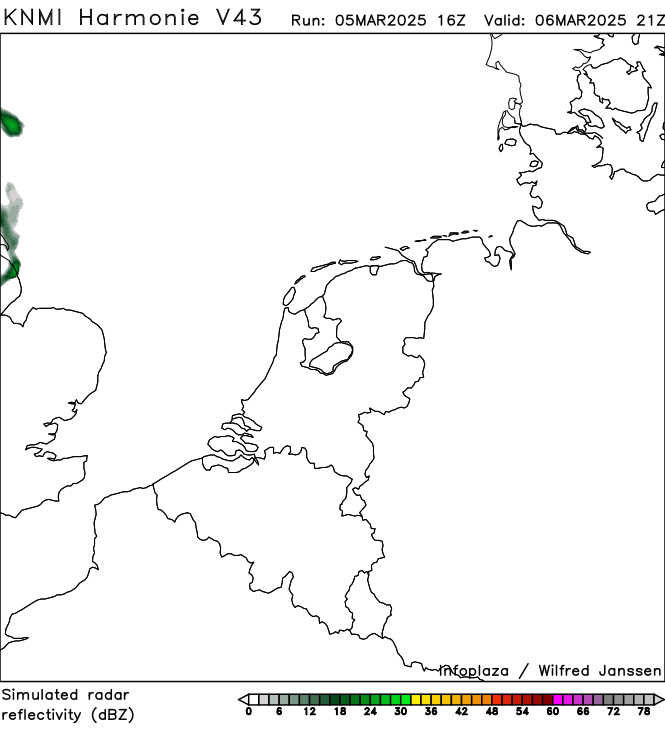 KNMI Harmonie V43 Run: 05MAR2025 16Z Valid: 06MAR2025 21Z
infoplaza / Wilfred Janssen
Simulated radar
reflectivity (dBZ)
0 6 12 18 24 30 36 42 48 54 60 66 72 78